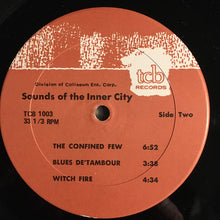 tcb
RECORDS
Division of Coliseum Ent. Corp.
Sounds of the Inner City
TCB 1003
33 1/3 RPM
Side Two
THE CONFINED FEW 6:52
BLUES DE'TAMBOUR 3:38
WITCH FIRE 4:34